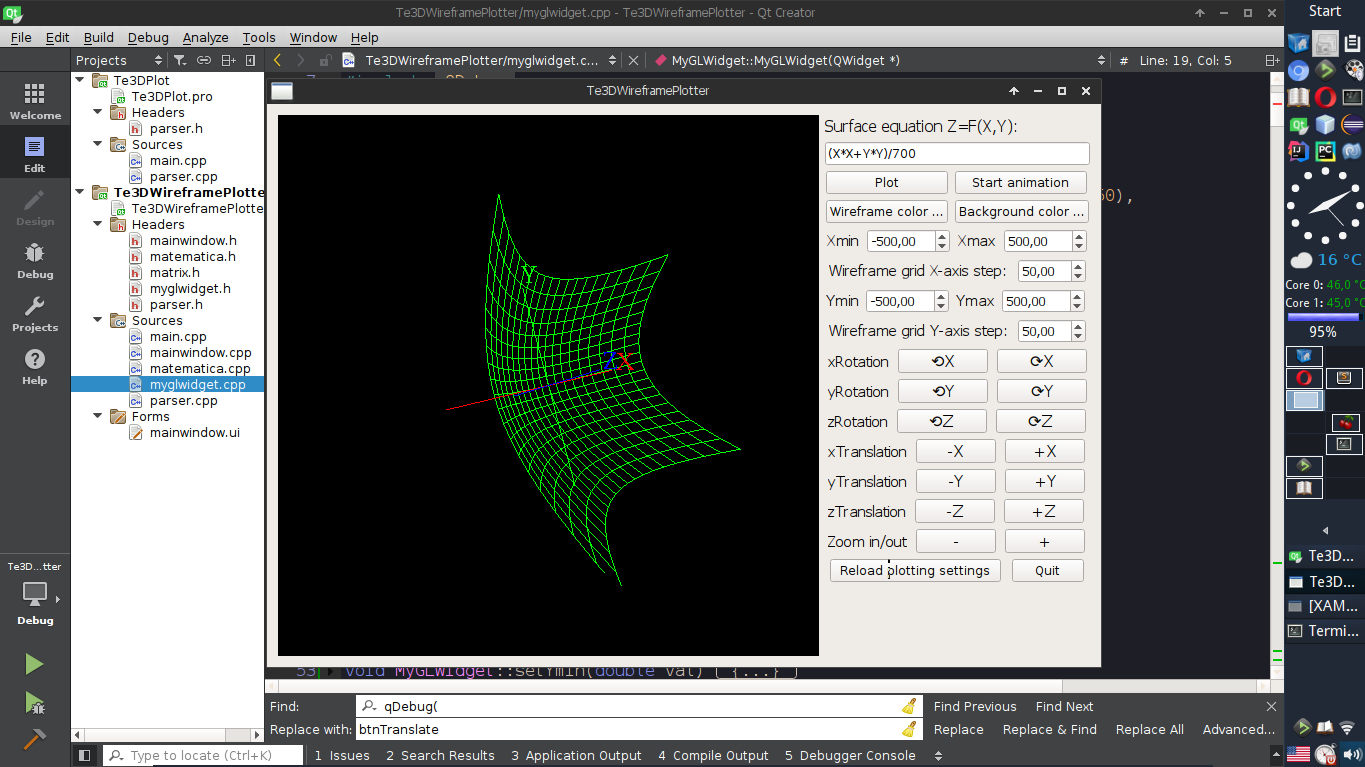 Te3DWireframePlotter/myglwidget.cpp - Te3DWireframePlotter - Qt Creator
File Edit Build Debug Analyze Tools Window Help
Projects
Te3DWireframePlotter/myglwidget.c...
MyGLWidget::MyGLWidget(QWidget *)
# Line: 19, Col: 5
Welcome
Edit
Design
Debug
Projects
Help
Te3D...tter
Debug
Te3DPlot
Te3DPlot.pro
Headers
parser.h
Sources
main.cpp
parser.cpp
Te3DWireframePlotte
Te3DWireframePlotte
Headers
mainwindow.h
matematica.h
matrix.h
myglwidget.h
parser.h
Sources
main.cpp
mainwindow.cpp
matematica.cpp
myglwidget.cpp
parser.cpp
Forms
mainwindow.ui
Te3DWireframePlotter
Y
Z X
Surface equation Z=F(X,Y):
(X*X+Y*Y)/700
Plot Start animation
Wireframe color ... Background color ...
Xmin -500,00 Xmax 500,00
Wireframe grid X-axis step: 50,00
Ymin -500,00 Ymax 500,00
Wireframe grid Y-axis step: 50,00
xRotation ⟲X ⟳X
yRotation ⟲Y ⟳Y
zRotation ⟲Z ⟳Z
xTranslation -X +X
yTranslation -Y +Y
zTranslation -Z +Z
Zoom in/out - +
Reload plotting settings Quit
0),
53 void MyGLWidget::setYmin(double val) {...}
Find: qDebug( Find Previous Find Next
Replace with: btnTranslate Replace Replace & Find Replace All Advanced...
Type to locate (Ctrl+K) 1 Issues 2 Search Results 3 Application Output 4 Compile Output 5 Debugger Console
Start
16 °C
Core 0: 46,0 °
Core 1: 45,0 °
95%
Te3D...
Te3D...
[XAM...
Termi...